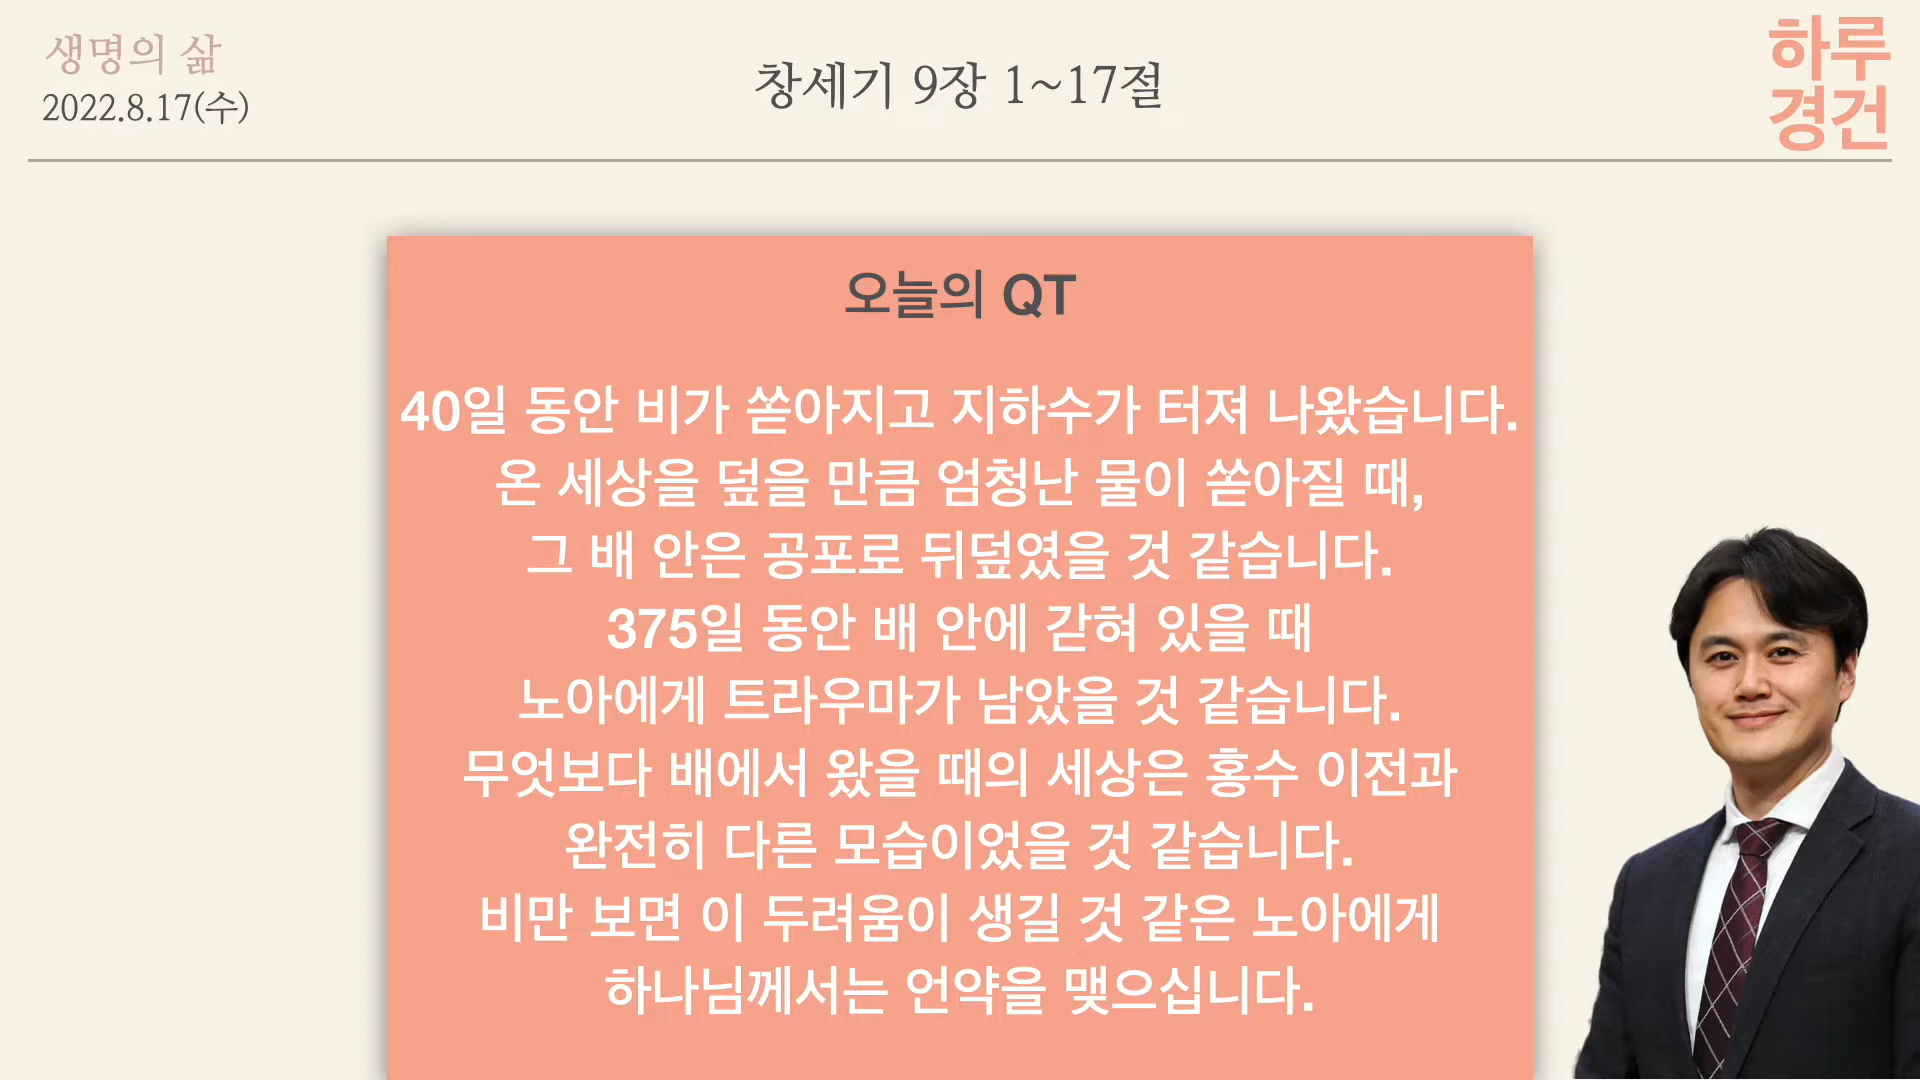 생명의 삶
2022.8.17(수)
창세기 9장 1~17절
하루
경건
오늘의 QT
40일 동안 비가 쏟아지고 지하수가 터져 나왔습니다.
온 세상을 덮을 만큼 엄청난 물이 쏟아질 때,
그 배 안은 공포로 뒤덮였을 것 같습니다.
375일 동안 배 안에 갇혀 있을 때
노아에게 트라우마가 남았을 것 같습니다.
무엇보다 배에서 왔을 때의 세상은 홍수 이전과
완전히 다른 모습이었을 것 같습니다.
비만 보면 이 두려움이 생길 것 같은 노아에게
하나님께서는 언약을 맺으십니다.